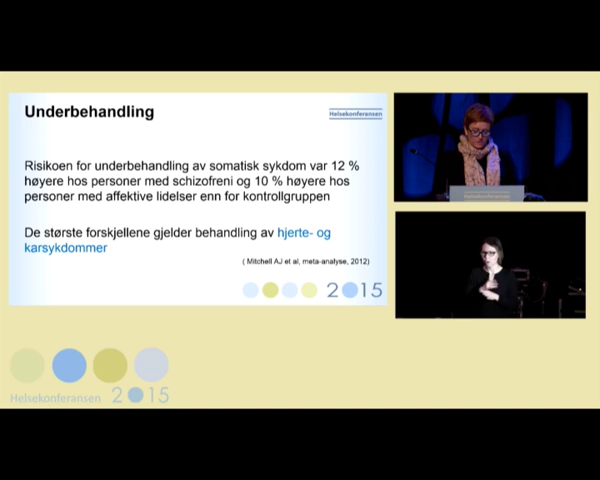 Underbehandling
Helsekonferansen
Risikoen for underbehandling av somatisk sykdom var 12 %
høyere hos personer med schizofreni og 10 % høyere hos
personer med affektive lidelser enn for kontrollgruppen
De største forskjellene gjelder behandling av hjerte- og
karsykdommer
( Mitchell AJ et al, meta-analyse, 2012)
2015
Helsekonferansen
Helsekonferansen 2015